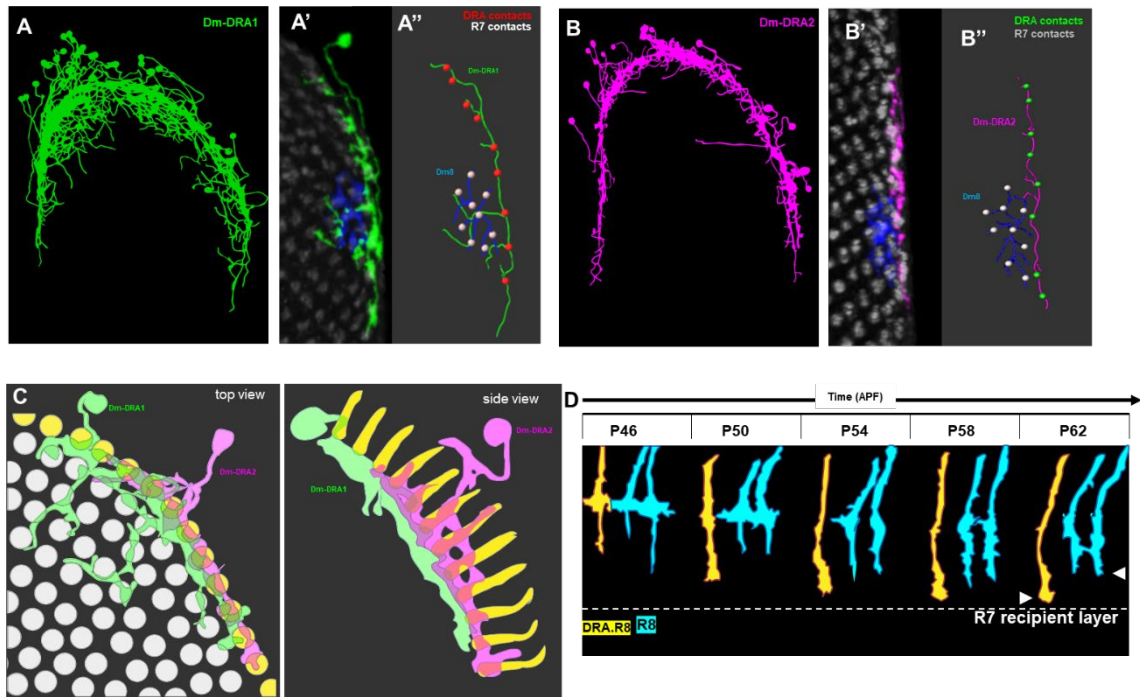 A
Dm-DRA1
A'
A''
DRA contacts
R7 contacts
Dm-DRA1
Dm8
B
Dm-DRA2
B'
B''
DRA contacts
R7 contacts
Dm-DRA2
Dm8
C
top view
Dm-DRA1
Dm-DRA2
side view
Dm-DRA2
Dm-DRA1
D
Time (APF)
P46 P50 P54 P58 P62
R7 recipient layer
DRA.R8 R8